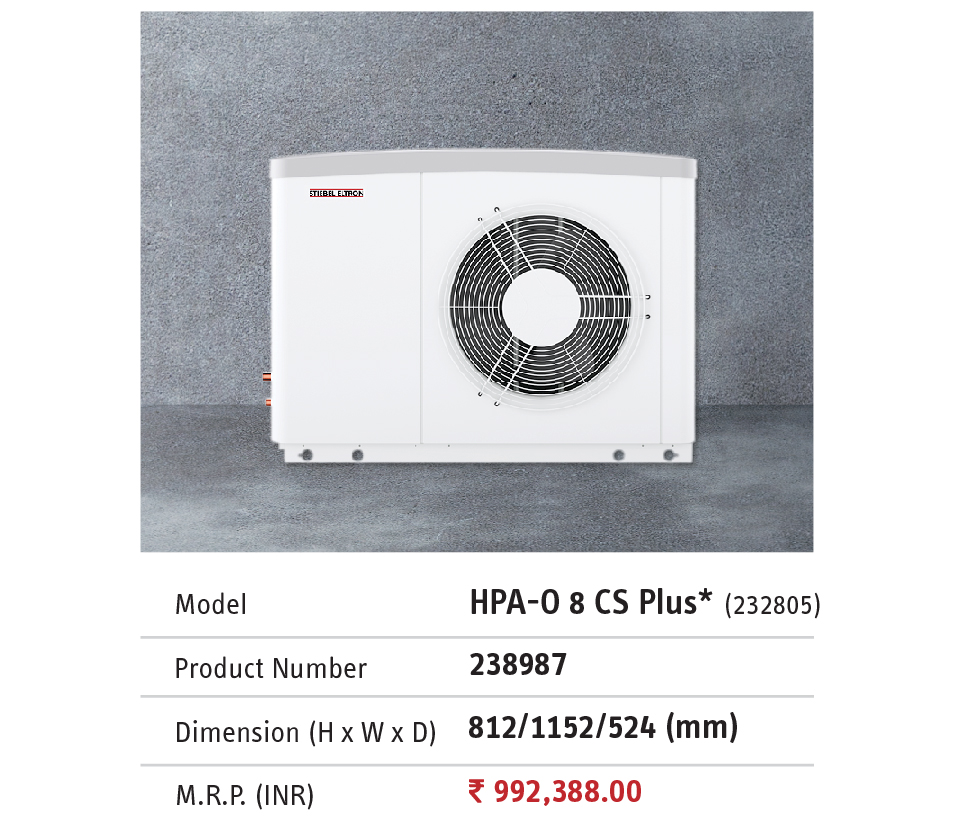 STIEBEL ELTRON
Model HPA-O 8 CS Plus* (232805)
Product Number 238987
Dimension (H x W x D) 812/1152/524 (mm)
M.R.P. (INR) ₹ 992,388.00